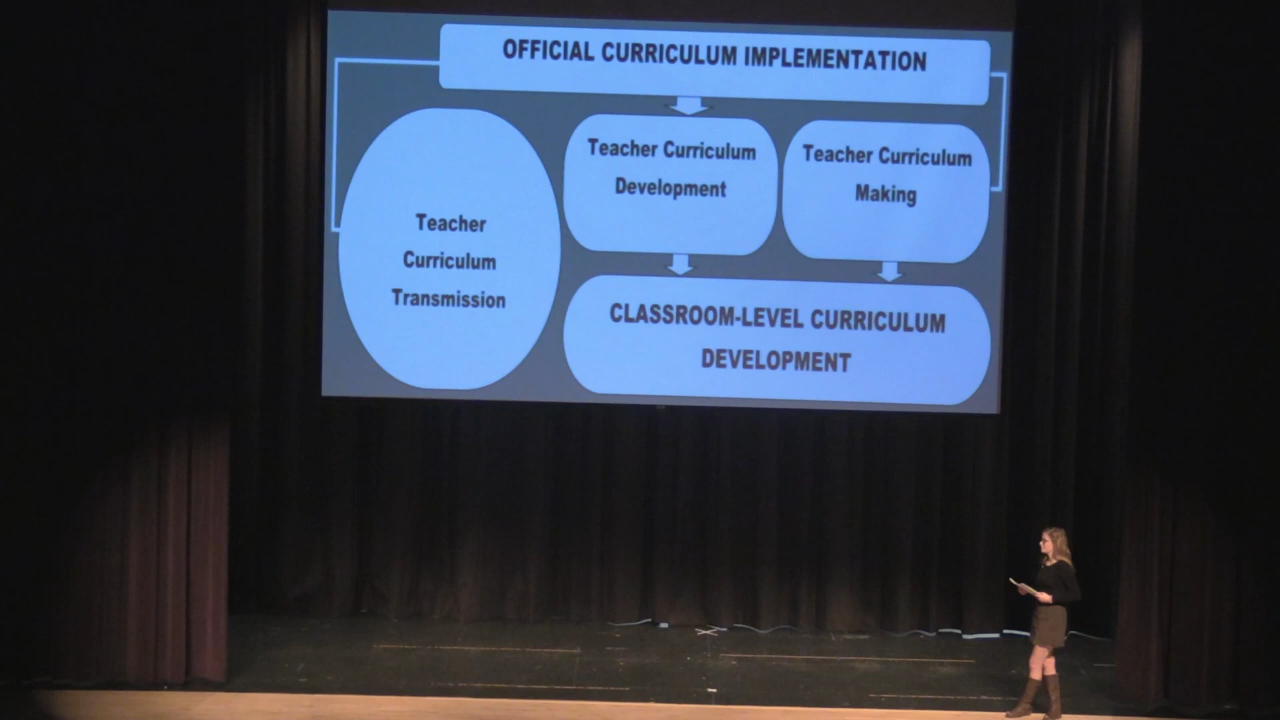 OFFICIAL CURRICULUM IMPLEMENTATION
Teacher
Curriculum
Transmission
Teacher Curriculum
Development
Teacher Curriculum
Making
CLASSROOM-LEVEL CURRICULUM
DEVELOPMENT